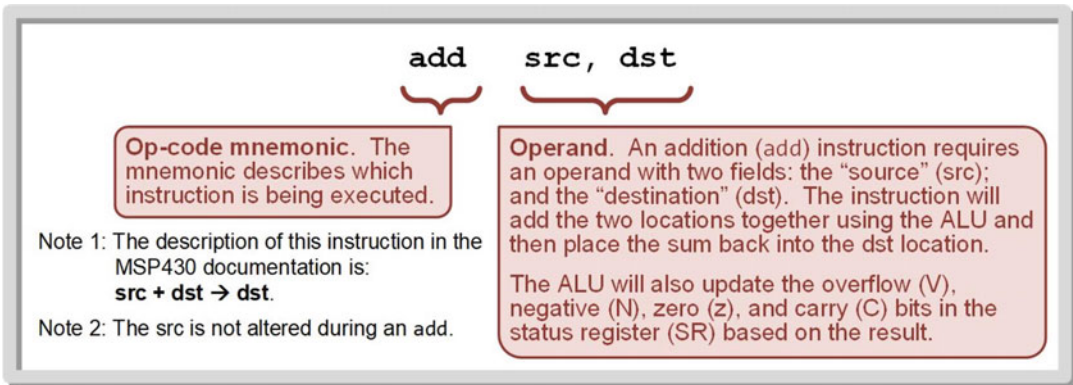 add src, dst
Op-code mnemonic. The
mnemonic describes which
instruction is being executed.
Note 1: The description of this instruction in the
MSP430 documentation is:
src + dst → dst.
Note 2: The src is not altered during an add.
Operand. An addition (add) instruction requires
an operand with two fields: the “source” (src);
and the “destination” (dst). The instruction will
add the two locations together using the ALU and
then place the sum back into the dst location.
The ALU will also update the overflow (V),
negative (N), zero (z), and carry (C) bits in the
status register (SR) based on the result.